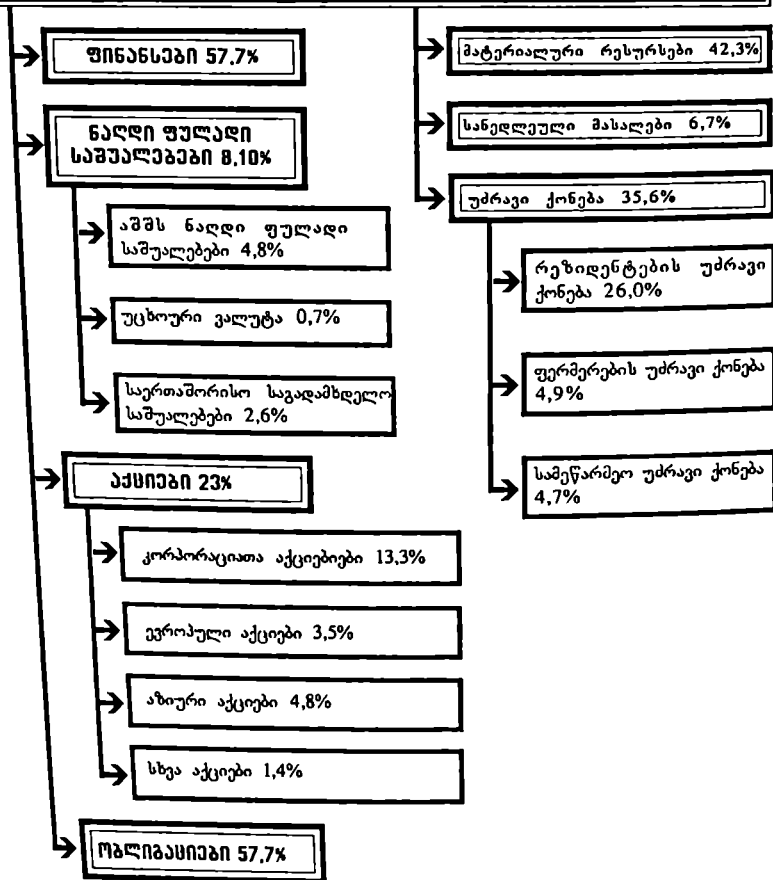 ფინანსები 57,7%
ნაღდი ფულადი
საშუალებები 8,10%
აშშს ნაღდი ფულადი
საშუალებები 4,8%
უცხოური ვალუტა 0,7%
საერთაშორისო საგადამხდელო
საშუალებები 2,6%
აქციები 23%
კორპორაციათა აქციებიები 13,3%
ევროპული აქციები 3,5%
აზიური აქციები 4,8%
სხვა აქციები 1,4%
ობლიგაციები 57,7%
მატერიალური რესურსები 42,3%
სანედლეული მასალები 6,7%
უძრავი ქონება 35,6%
რეზიდენტების უძრავი
ქონება 26,0%
ფერმერების უძრავი ქონება
4,9%
სამეწარმეო უძრავი ქონება
4,7%